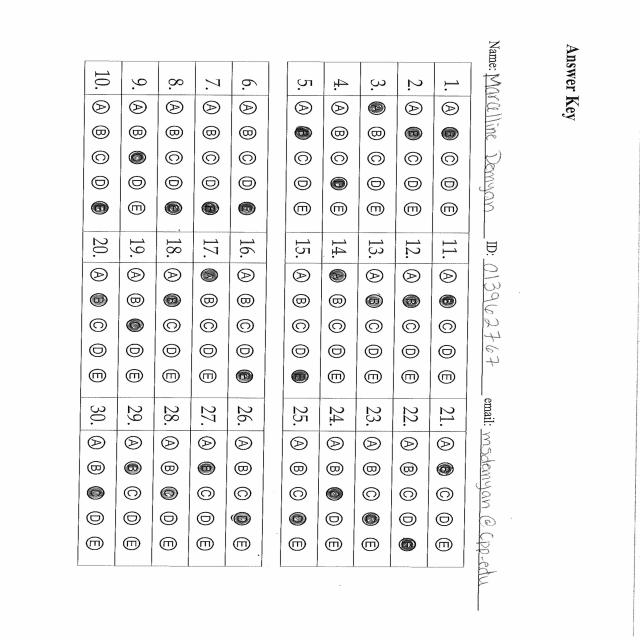 Answer Key
Name: Marcelline Demyan ID: 013962767 email: msdemyan@cpp.edu
1. A B C D E 11. A B C D E 21. A B C D E
2. A B C D E 12. A B C D E 22. A B C D E
3. A B C D E 13. A B C D E 23. A B C D E
4. A B C D E 14. A B C D E 24. A B C D E
5. A B C D E 15. A B C D E 25. A B C D E
6. A B C D E 16. A B C D E 26. A B C D E
7. A B C D E 17. A B C D E 27. A B C D E
8. A B C D E 18. A B C D E 28. A B C D E
9. A B C D E 19. A B C D E 29. A B C D E
10. A B C D E 20. A B C D E 30. A B C D E